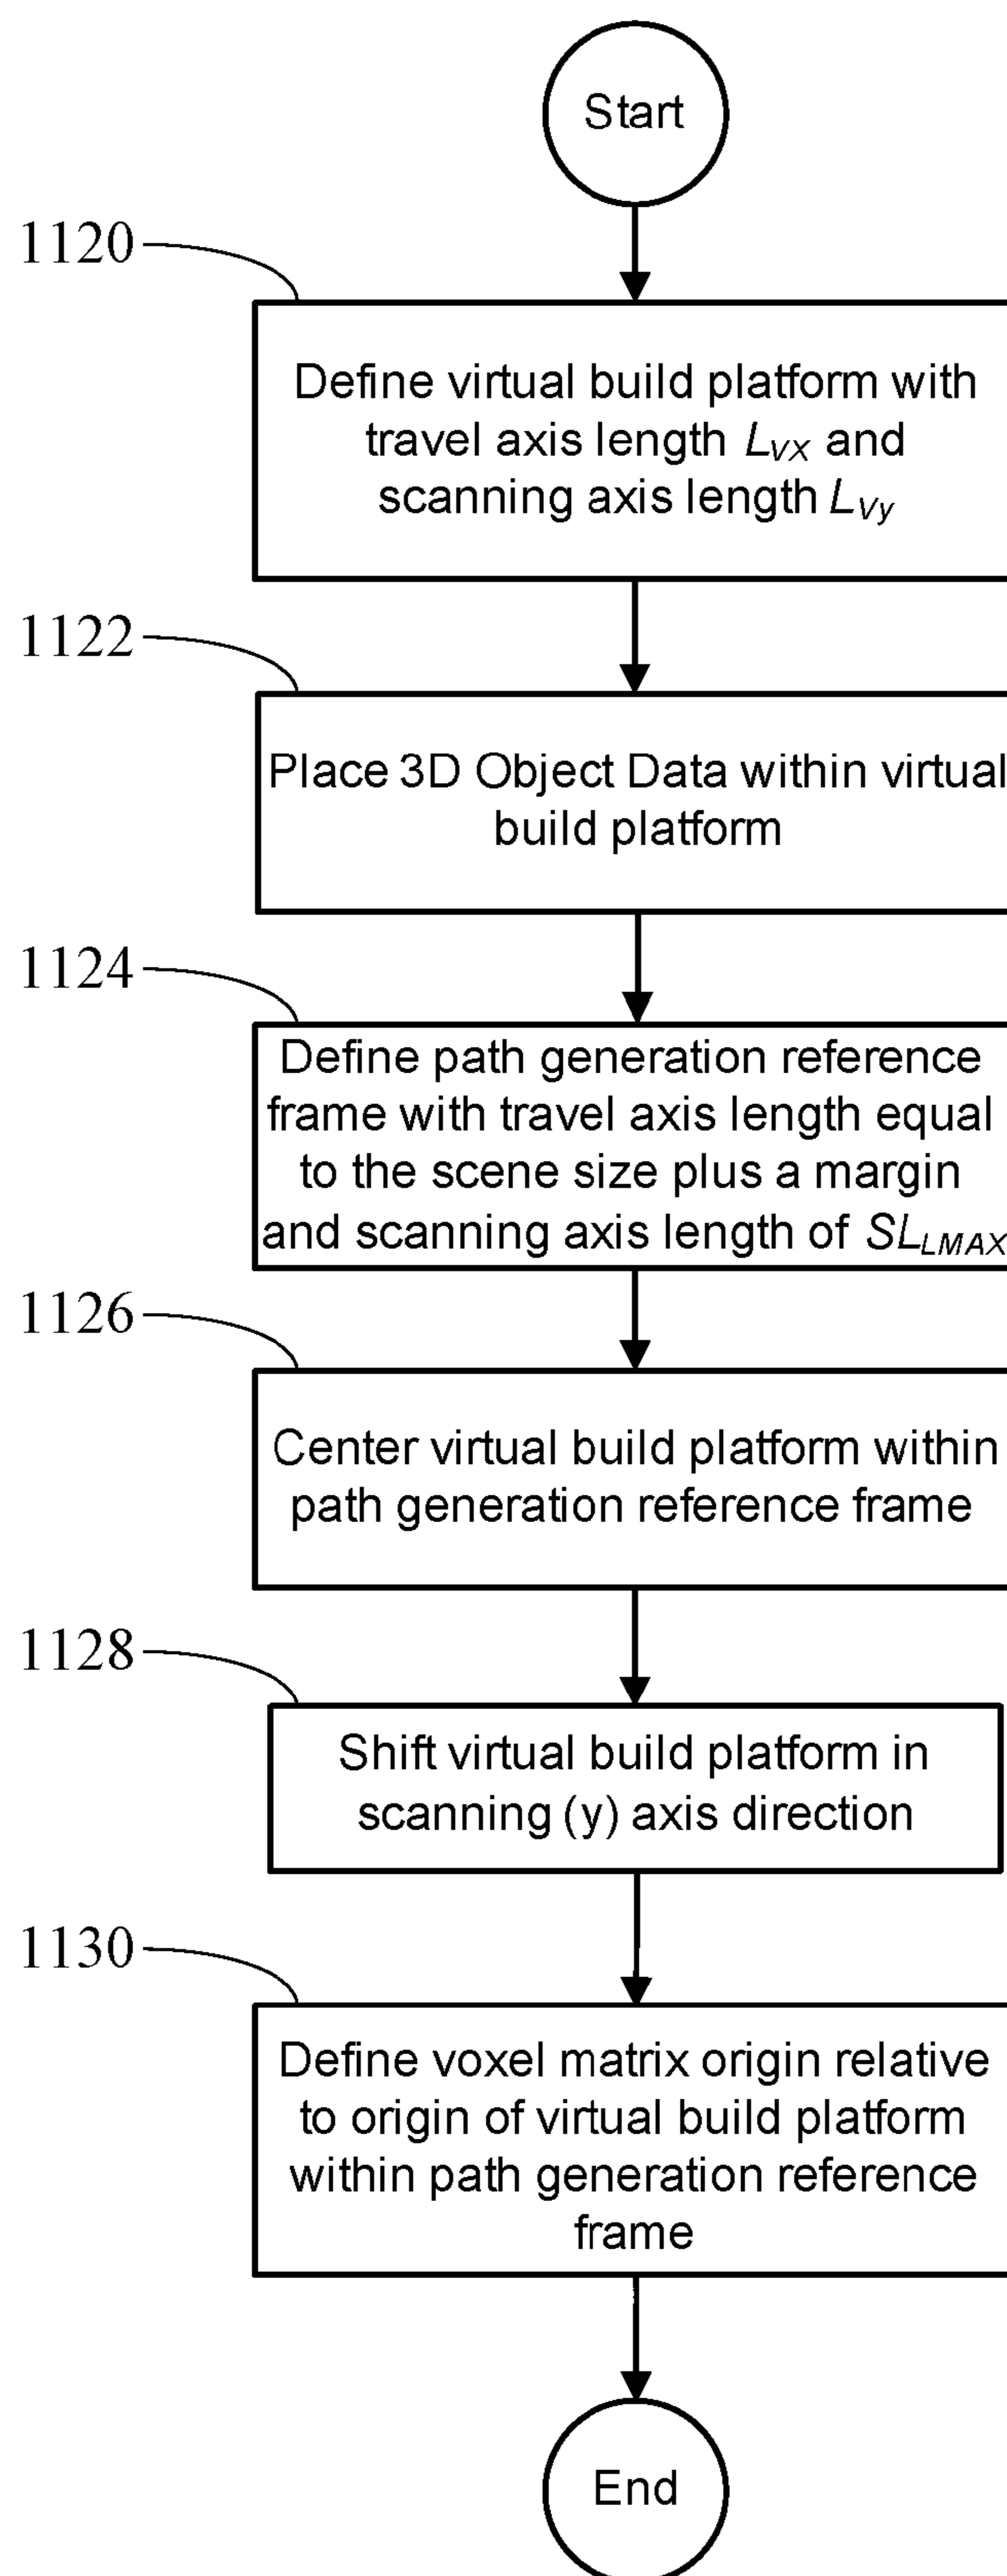 Start
1120
Define virtual build platform with
travel axis length LVX and
scanning axis length LVy
1122
Place 3D Object Data within virtual
build platform
1124
Define path generation reference
frame with travel axis length equal
to the scene size plus a margin
and scanning axis length of SLLMAX
1126
Center virtual build platform within
path generation reference frame
1128
Shift virtual build platform in
scanning (y) axis direction
1130
Define voxel matrix origin relative
to origin of virtual build platform
within path generation reference
frame
End